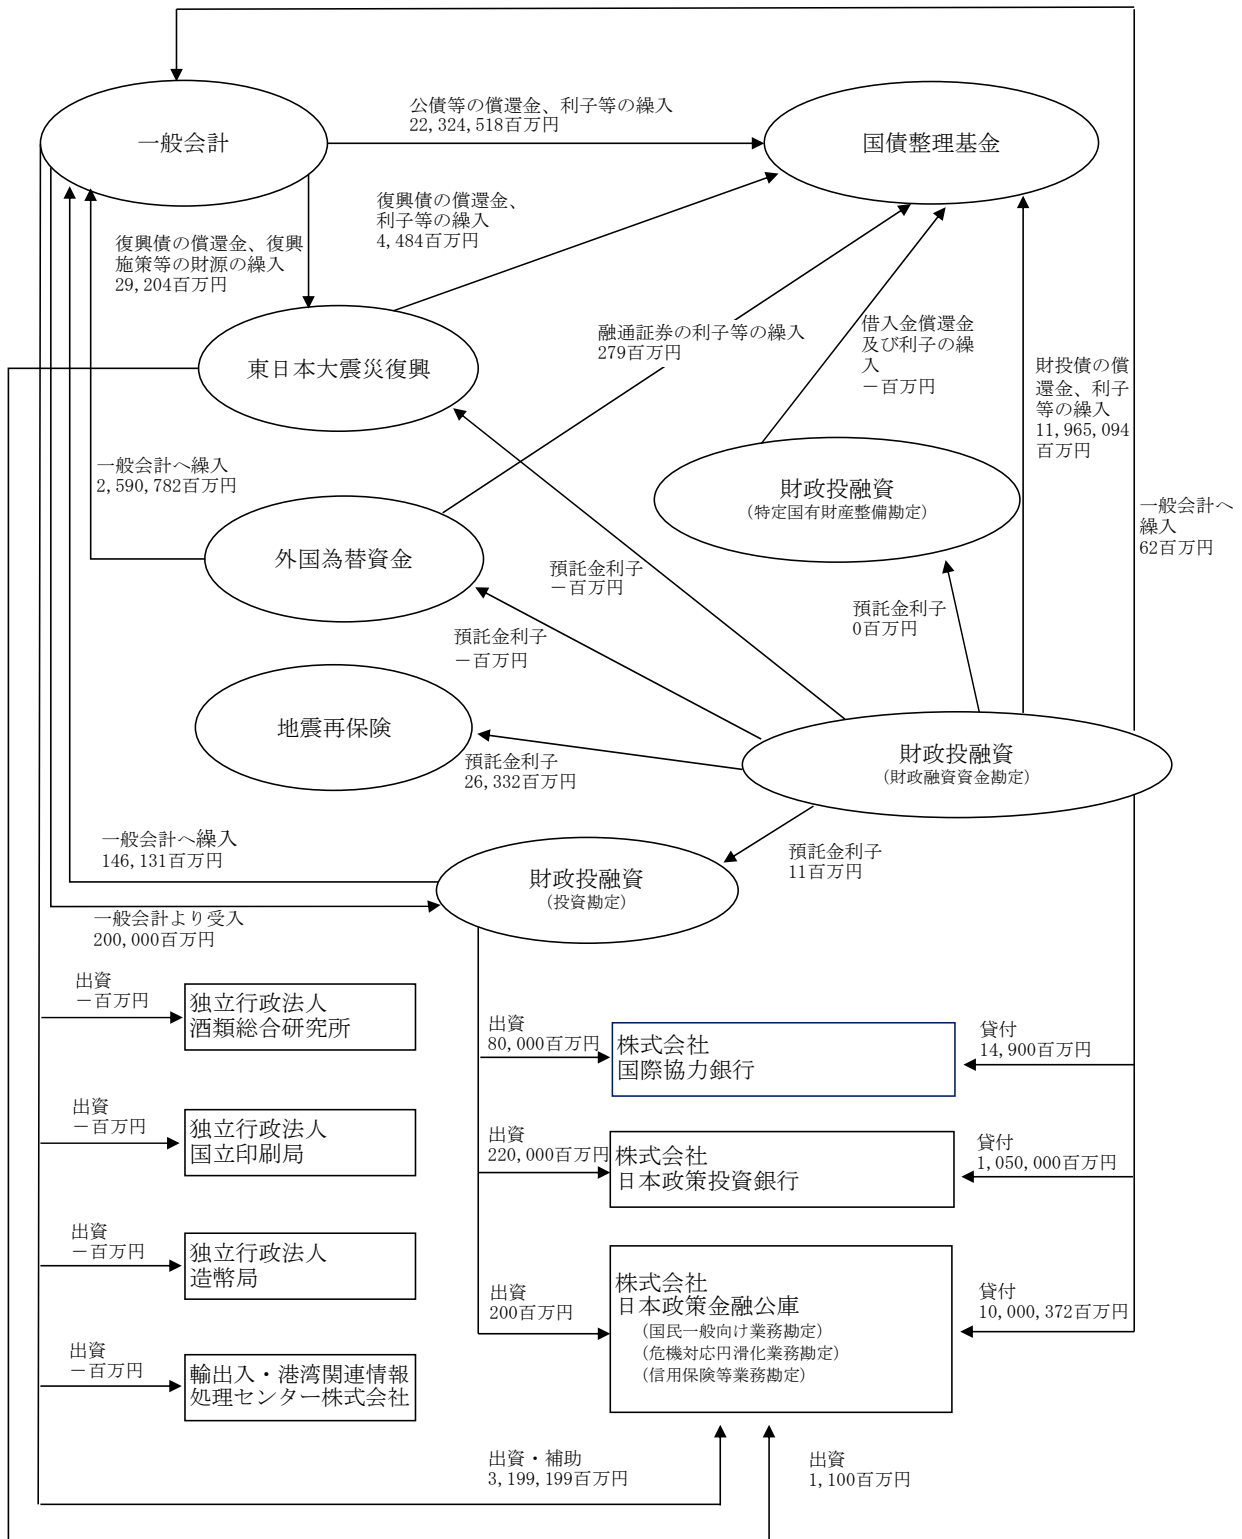 公債等の償還金、利子等の繰入
22,324,518百万円
一般会計
国債整理基金
復興債の償還金、
利子等の繰入
4,484百万円
復興債の償還金、復興
施策等の財源の繰入
29,204百万円
融通証券の利子等の繰入
279百万円
借入金償還金
及び利子の繰
入
－百万円
財投債の償
還金、利子
等の繰入
11,965,094
百万円
東日本大震災復興
一般会計へ繰入
2,590,782百万円
財政投融資
（特定国有財産整備勘定）
一般会計へ
繰入
62百万円
外国為替資金
預託金利子
－百万円
預託金利子
0百万円
預託金利子
－百万円
地震再保険
預託金利子
26,332百万円
財政投融資
（財政融資資金勘定）
一般会計へ繰入
146,131百万円
預託金利子
11百万円
財政投融資
（投資勘定）
一般会計より受入
200,000百万円
出資
－百万円
独立行政法人
酒類総合研究所
出資
80,000百万円
株式会社
国際協力銀行
貸付
14,900百万円
出資
－百万円
独立行政法人
国立印刷局
出資
220,000百万円
株式会社
日本政策投資銀行
貸付
1,050,000百万円
出資
－百万円
独立行政法人
造幣局
出資
200百万円
株式会社
日本政策金融公庫
（国民一般向け業務勘定）
（危機対応円滑化業務勘定）
（信用保険等業務勘定）
貸付
10,000,372百万円
出資
－百万円
輸出入・港湾関連情報
処理センター株式会社
出資・補助
3,199,199百万円
出資
1,100百万円